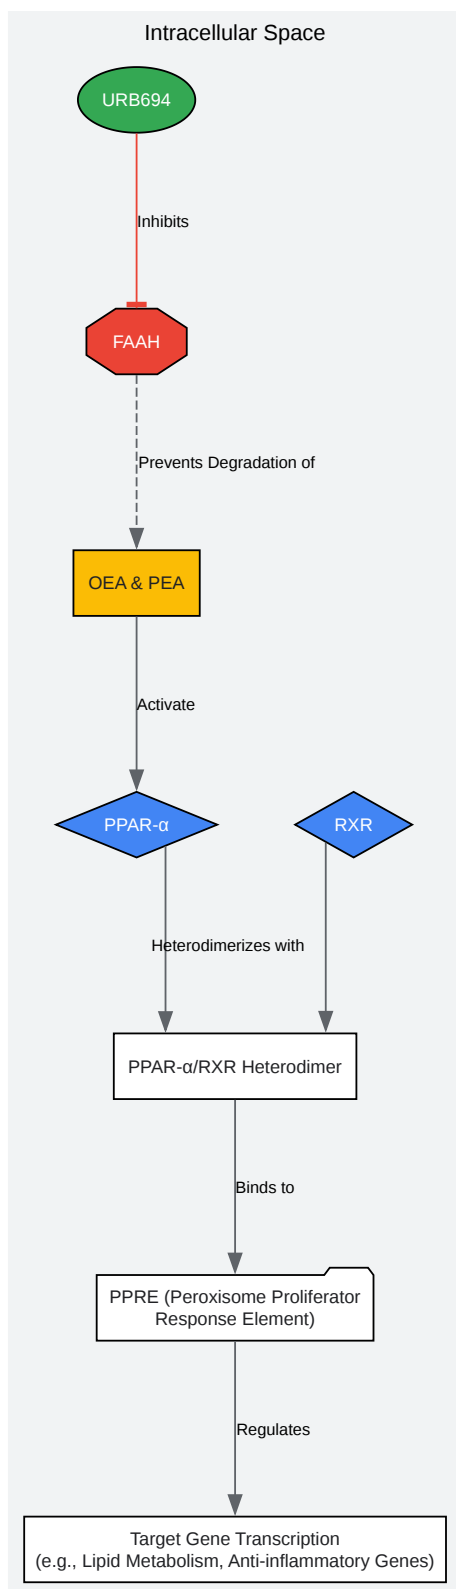 Intracellular Space
URB694
Inhibits
FAAH
Prevents Degradation of
OEA & PEA
Activate
PPAR-α
RXR
Heterodimerizes with
PPAR-α/RXR Heterodimer
Binds to
PPRE (Peroxisome Proliferator
Response Element)
Regulates
Target Gene Transcription
(e.g., Lipid Metabolism, Anti-inflammatory Genes)